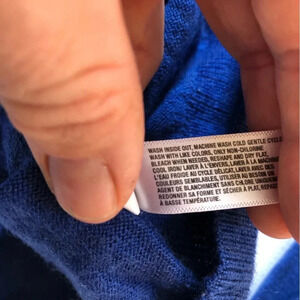 WASH INSIDE OUT, MACHINE WASH COLD GENTLE CYCLE
WASH WITH LIKE COLORS, ONLY NON-CHLORINE
BLEACH WHEN NEEDED, RESHAPE AND DRY FLAT,
COOL IRON/ LAVER À L'ENVERS, LAVER À LA MACHINE
L'EAU FROIDE AU CYCLE DÉLICAT, LAVER AVEC
COULEURS SEMBLABLES, UTILISER AU BESOIN UN
AGENT DE BLANCHIMENT SANS CHLORE
REDONNER SA FORME ET SÉCHER À PLAT, REPASSER
À BASSE TEMPÉRATURE.